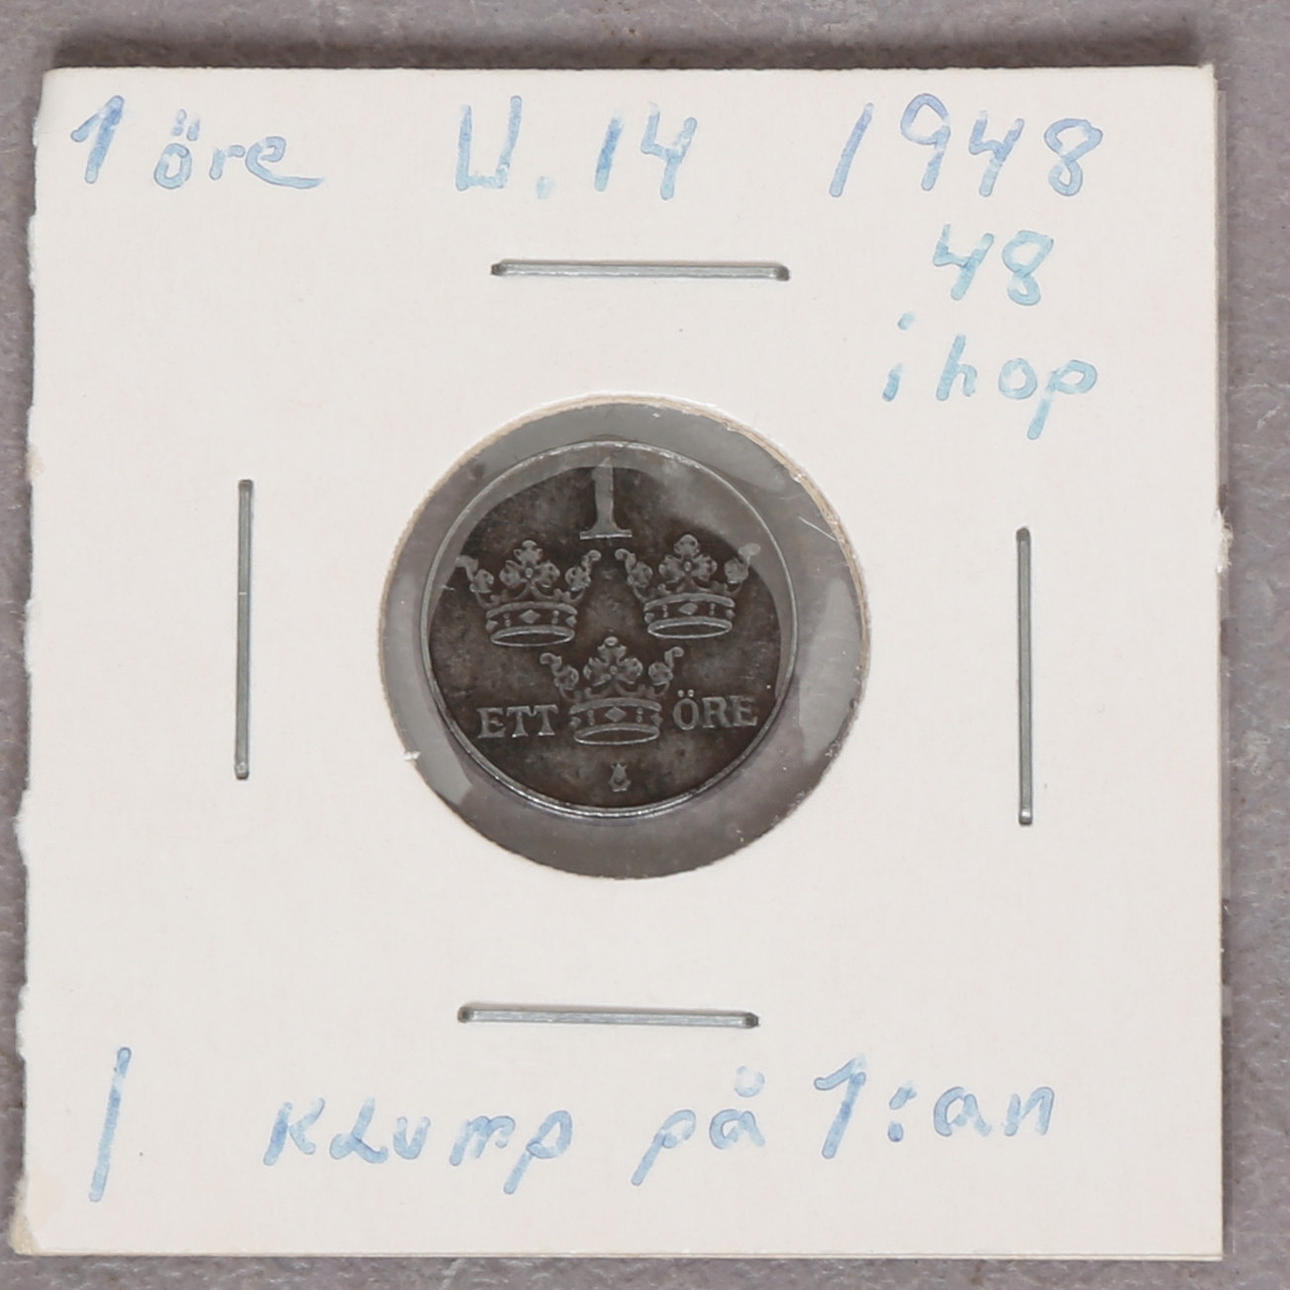 1 öre U.14 1948
48
ihop
1
ETT ÖRE
1 Klump på 1:an